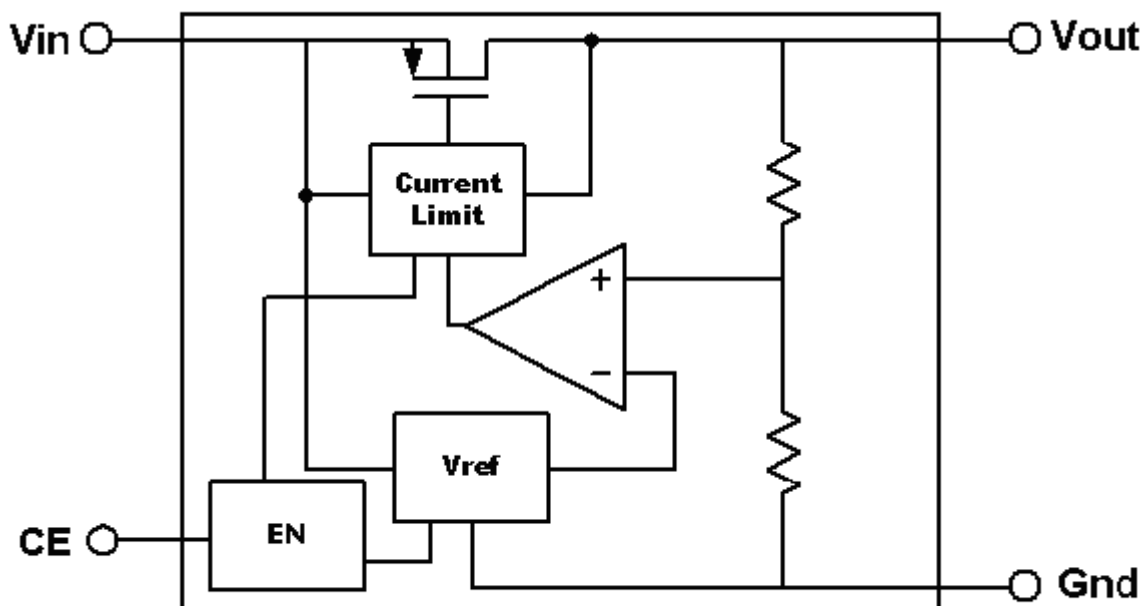 Vin
Vout
Current
Limit
+
−
Vref
EN
CE
Gnd